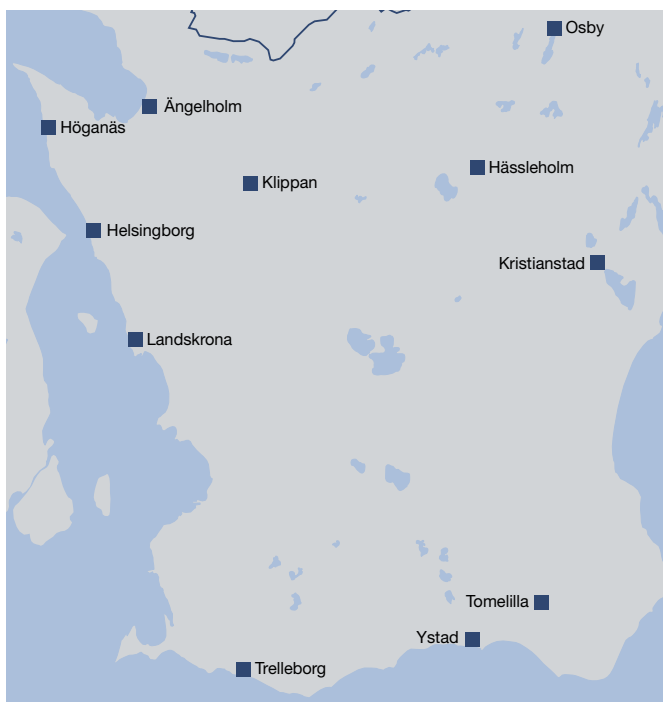 Osby
Ängelholm
Höganäs
Hässleholm
Klippan
Helsingborg
Kristianstad
Landskrona
Tomelilla
Ystad
Trelleborg